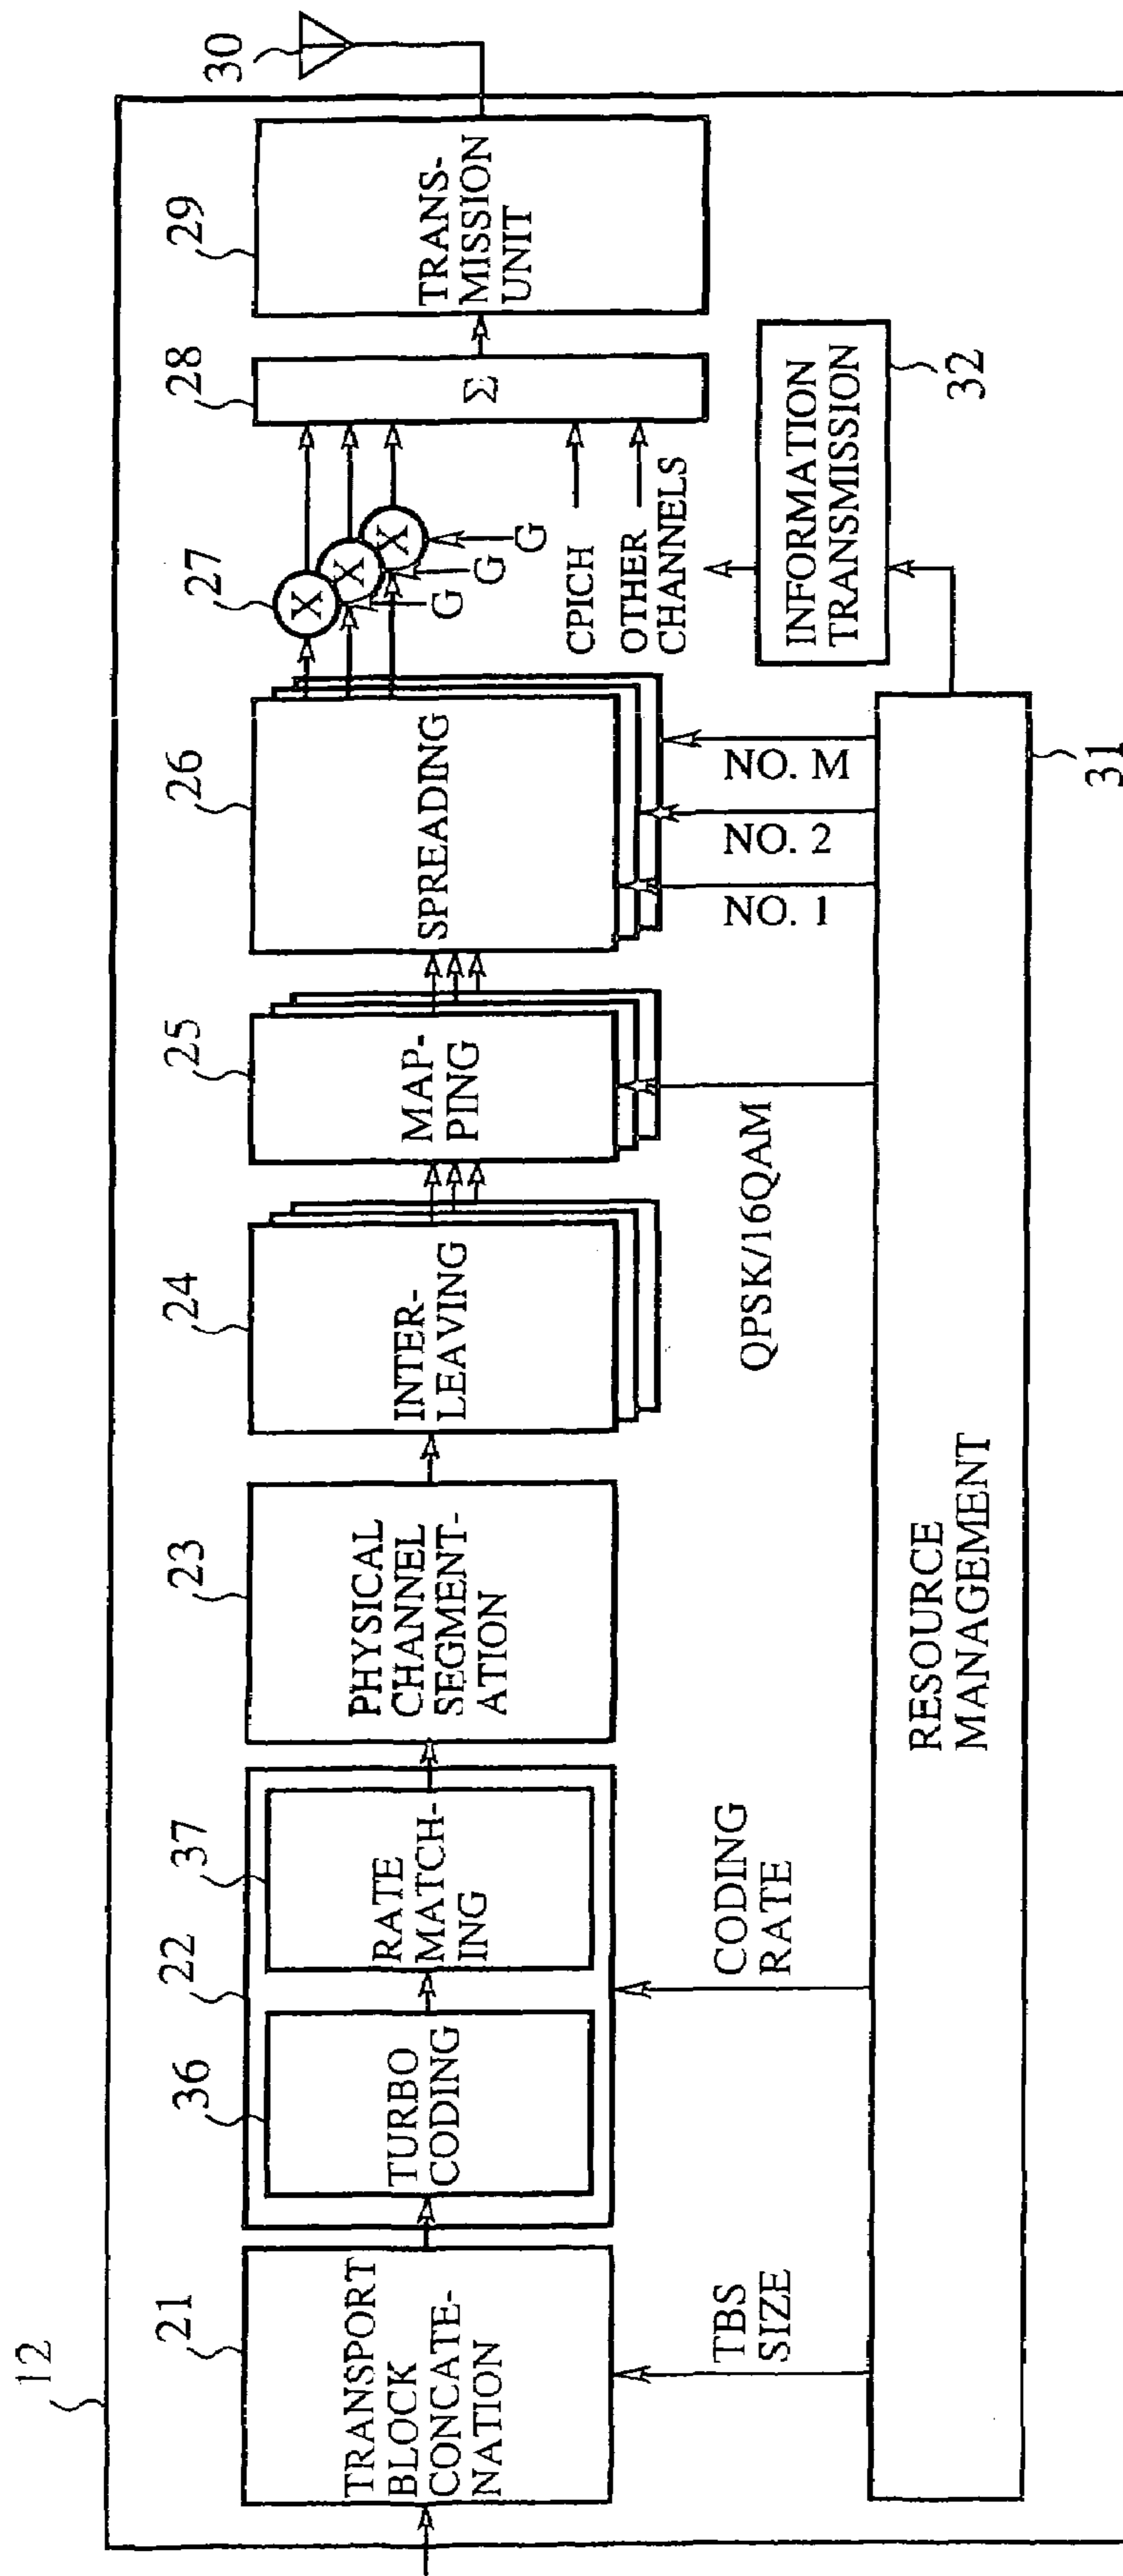 12
21
TRANSPORT
BLOCK
CONCATE-
NATION
22
36
TURBO
CODING
37
RATE
MATCH-
ING
23
PHYSICAL
CHANNEL
SEGMENT-
ATION
24
INTER-
LEAVING
25
MAP-
PING
26
SPREADING
27
X
X
X
G
G
G
28
Σ
CPICH
OTHER
CHANNELS
29
TRANS-
MISSION
UNIT
30
TBS
SIZE
CODING
RATE
QPSK/16QAM
NO. 1
NO. 2
NO. M
INFORMATION
TRANSMISSION
32
RESOURCE
MANAGEMENT
31